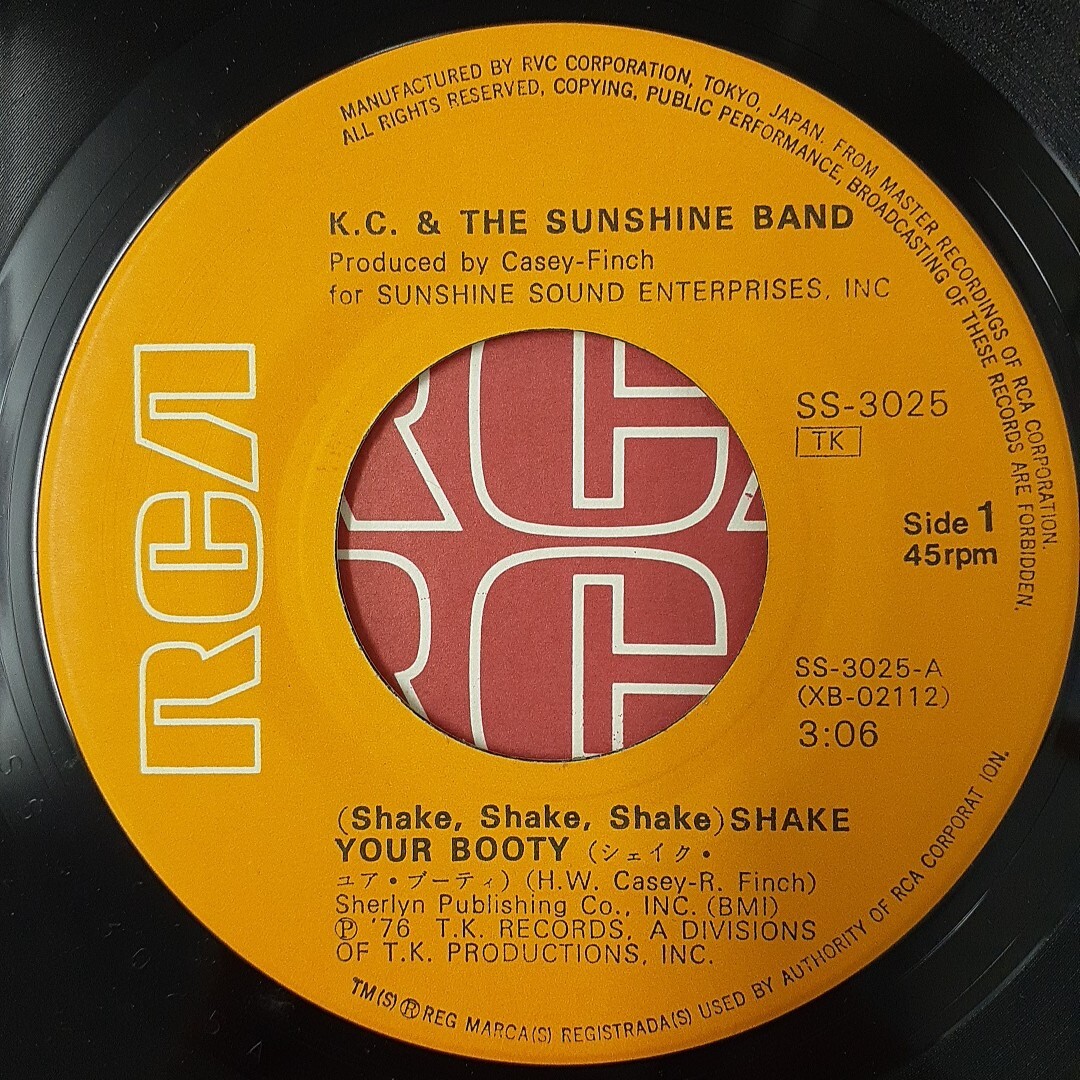 MANUFACTURED BY RVC CORPORATION, TOKYO, JAPAN. FROM MASTER RECORDINGS OF RCA CORPORATION.
ALL RIGHTS RESERVED, COPYING, PUBLIC PERFORMANCE, BROADCASTING OF THESE RECORDS ARE FORBIDDEN.
K.C. & THE SUNSHINE BAND
Produced by Casey-Finch
for SUNSHINE SOUND ENTERPRISES, INC
RCA
SS-3025
TK
Side 1
45rpm
SS-3025-A
(XB-02112)
3:06
(Shake, Shake, Shake) SHAKE
YOUR BOOTY (シェイク・
ユア・ブーティ) (H.W. Casey-R. Finch)
Sherlyn Publishing Co., INC. (BMI)
℗ '76 T.K. RECORDS, A DIVISIONS
OF T.K. PRODUCTIONS, INC.
TM(S) ® REG MARCA(S) REGISTRADA(S) USED BY AUTHORITY OF RCA CORPORAT ION.